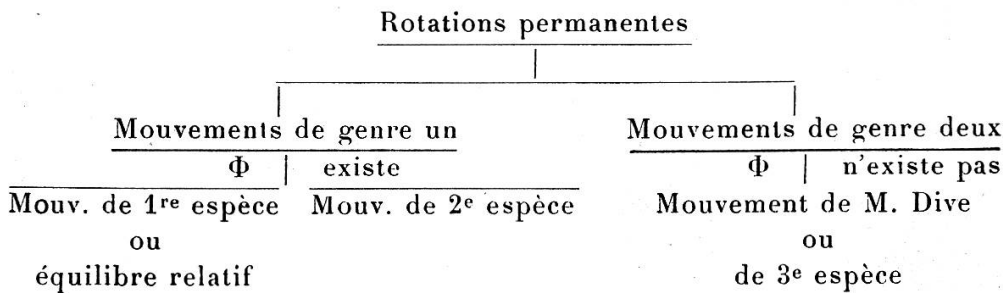 Rotations permanentes
Mouvements de genre un
Φ existe
Mouv. de 1re espèce
ou
équilibre relatif
Mouv. de 2e espèce
Mouvements de genre deux
Φ n'existe pas
Mouvement de M. Dive
ou
de 3e espèce